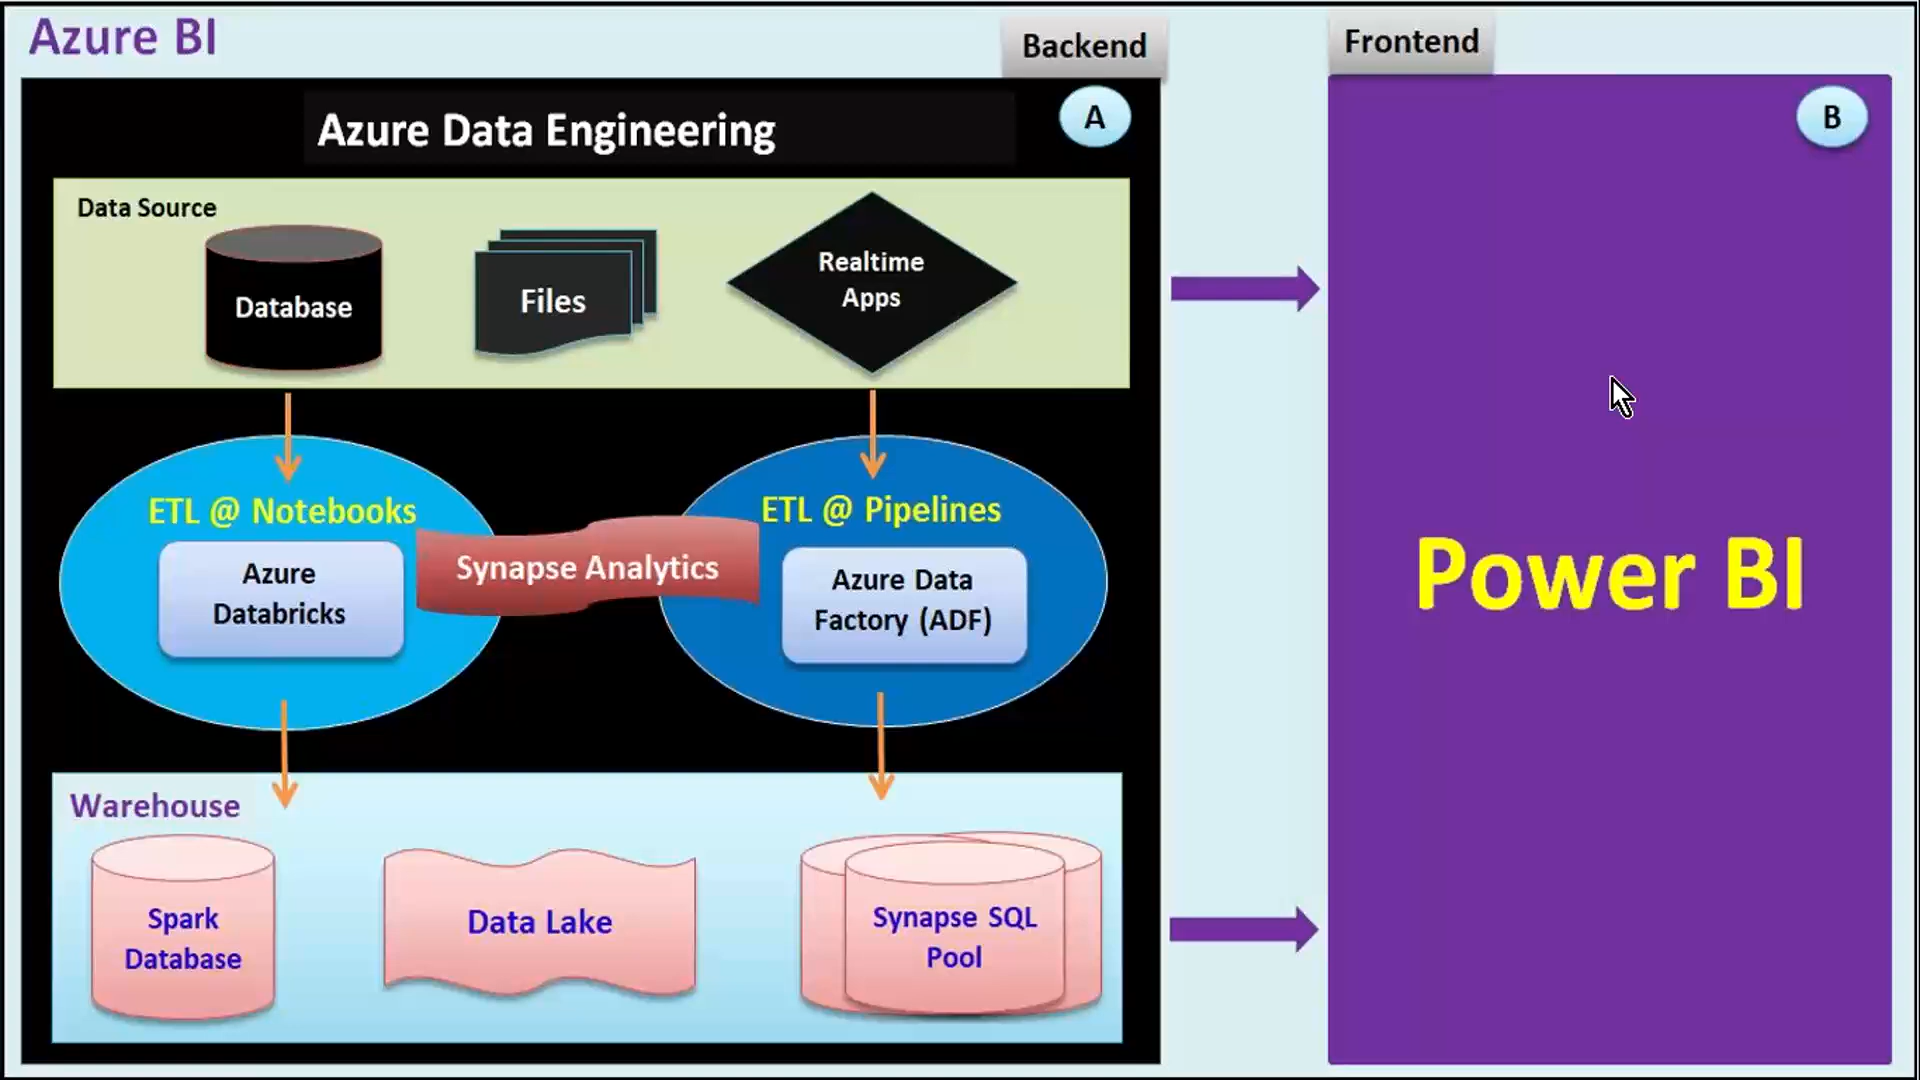 Azure BI
Backend
Frontend
Azure Data Engineering
A
B
Data Source
Database
Files
Realtime
Apps
ETL @ Notebooks
Azure
Databricks
Synapse Analytics
ETL @ Pipelines
Azure Data
Factory (ADF)
Power BI
Warehouse
Spark
Database
Data Lake
Synapse SQL
Pool